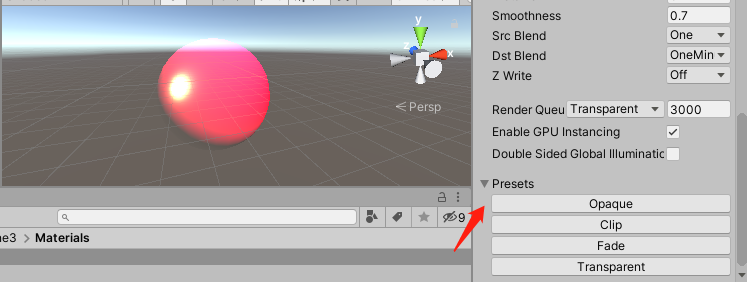 y
z
x
Persp
9
ne3 > Materials
Smoothness 0.7
Src Blend One
Dst Blend OneMin
Z Write Off
Render Queu Transparent 3000
Enable GPU Instancing
Double Sided Global Illuminatic
Presets
Opaque
Clip
Fade
Transparent